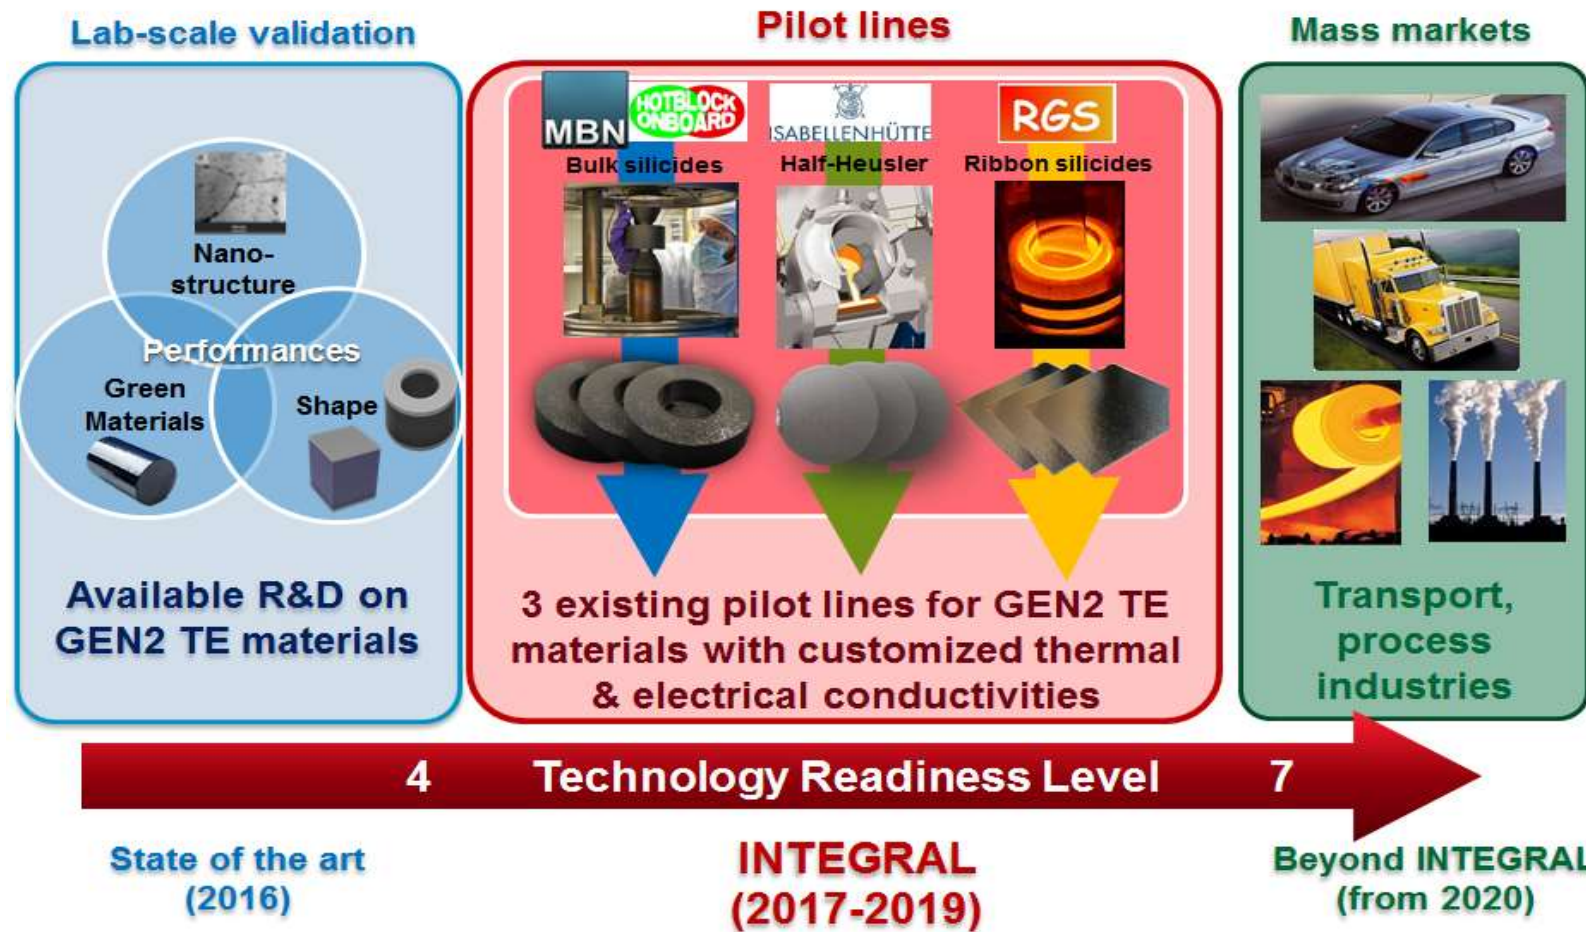 Lab-scale validation
Nano-
structure
Performances
Green
Materials
Shape
Available R&D on
GEN2 TE materials
Pilot lines
MBN
HOTBLOCK
ONBOARD
ISABELLENHÜTTE
RGS
Bulk silicides
Half-Heusler
Ribbon silicides
3 existing pilot lines for GEN2 TE
materials with customized thermal
& electrical conductivities
Mass markets
Transport,
process
industries
4 Technology Readiness Level 7
State of the art
(2016)
INTEGRAL
(2017-2019)
Beyond INTEGRAL
(from 2020)